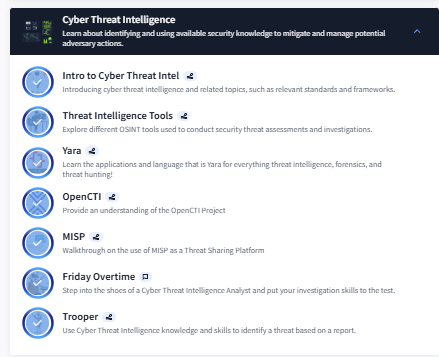 Cyber Threat Intelligence
Learn about identifying and using available security knowledge to mitigate and manage potential
adversary actions.
Intro to Cyber Threat Intel
Introducing cyber threat intelligence and related topics, such as relevant standards and frameworks.
Threat Intelligence Tools
Explore different OSINT tools used to conduct security threat assessments and investigations.
Yara
Learn the applications and language that is Yara for everything threat intelligence, forensics, and
threat hunting!
OpenCTI
Provide an understanding of the OpenCTI Project
MISP
Walkthrough on the use of MISP as a Threat Sharing Platform
Friday Overtime
Step into the shoes of a Cyber Threat Intelligence Analyst and put your investigation skills to the test.
Trooper
Use Cyber Threat Intelligence knowledge and skills to identify a threat based on a report.